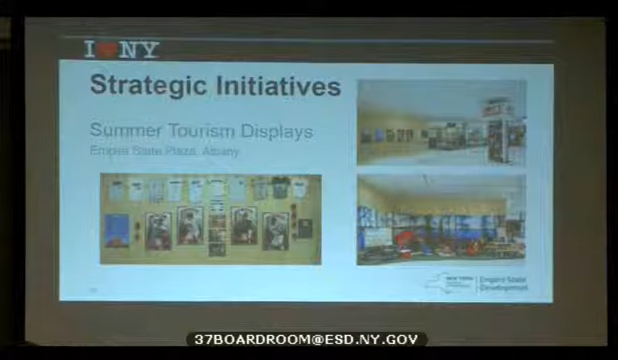 I ❤ NY
Strategic Initiatives
Summer Tourism Displays
Empire State Plaza, Albany
Empire State
Development
37BOARDROOM@ESD.NY.GOV